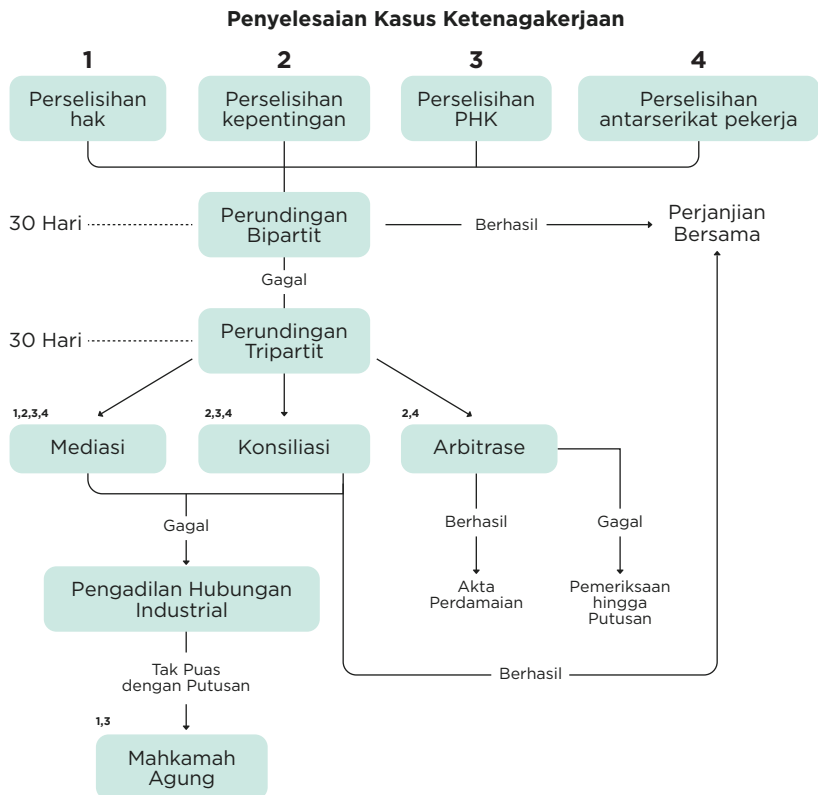 Penyelesaian Kasus Ketenagakerjaan
1
2
3
4
Perselisihan
hak
Perselisihan
kepentingan
Perselisihan
PHK
Perselisihan
antarserikat pekerja
30 Hari
Perundingan
Bipartit
Berhasil
Perjanjian
Bersama
Gagal
30 Hari
Perundingan
Tripartit
1,2,3,4
Mediasi
2,3,4
Konsiliasi
2,4
Arbitrase
Gagal
Berhasil
Gagal
Pengadilan Hubungan
Industrial
Akta
Perdamaian
Pemeriksaan
hingga
Putusan
Tak Puas
dengan Putusan
Berhasil
1,3
Mahkamah
Agung